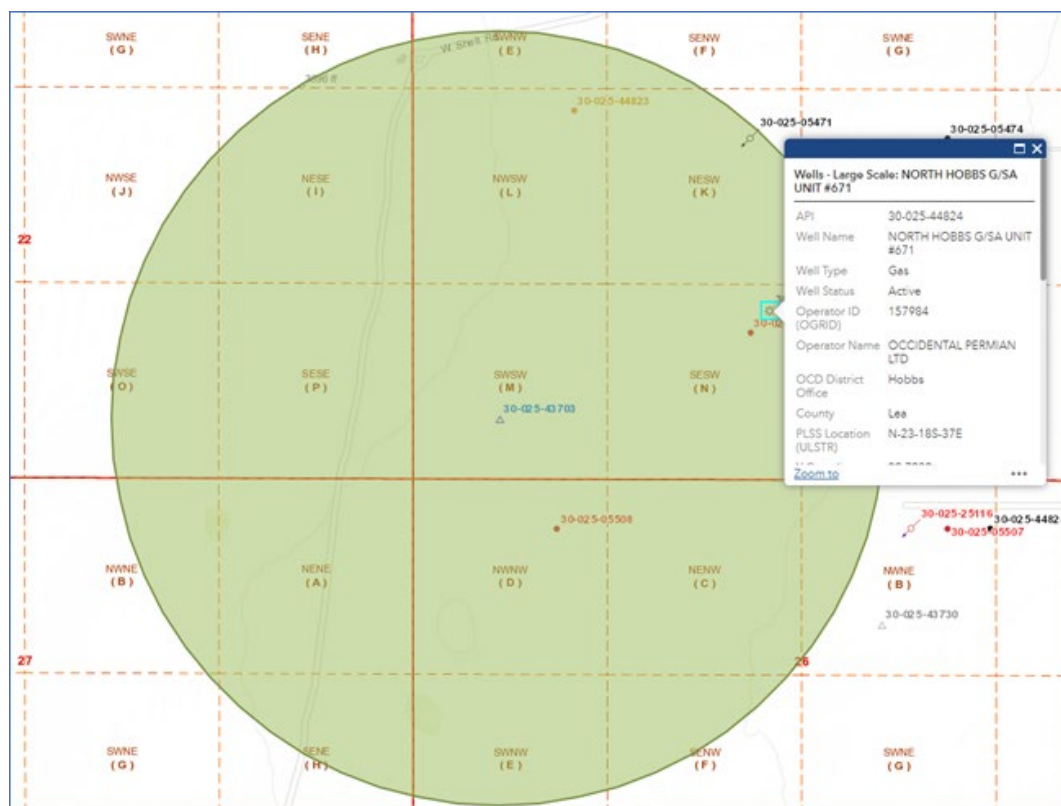 SWNE
(G)
SENE
(H)
SWNW
(E)
SENW
(F)
SWNE
(G)
W Shell Rd
30-025-44823
30-025-05471
30-025-05474
NWSE
(J)
NESE
(I)
NWSW
(L)
NESW
(K)
22
Wells - Large Scale: NORTH HOBBS G/SA
UNIT #671
API 30-025-44824
Well Name NORTH HOBBS G/SA UNIT
#671
Well Type Gas
Well Status Active
Operator ID
(OGRID) 157984
Operator Name OCCIDENTAL PERMIAN
LTD
OCD District
Office Hobbs
County Lea
PLSS Location
(ULSTR) N-23-18S-37E
Zoom to
SWSE
(O)
SESE
(P)
SWSW
(M)
SESW
(N)
30-025-43703
30-025-05508
30-025-25116
30-025-05507
30-025-4482
NWNE
(B)
NENE
(A)
NWNW
(D)
NENW
(C)
NWNE
(B)
30-025-43730
27
26
SWNE
(G)
SENE
(H)
SWNW
(E)
SENW
(F)
SWNE
(G)